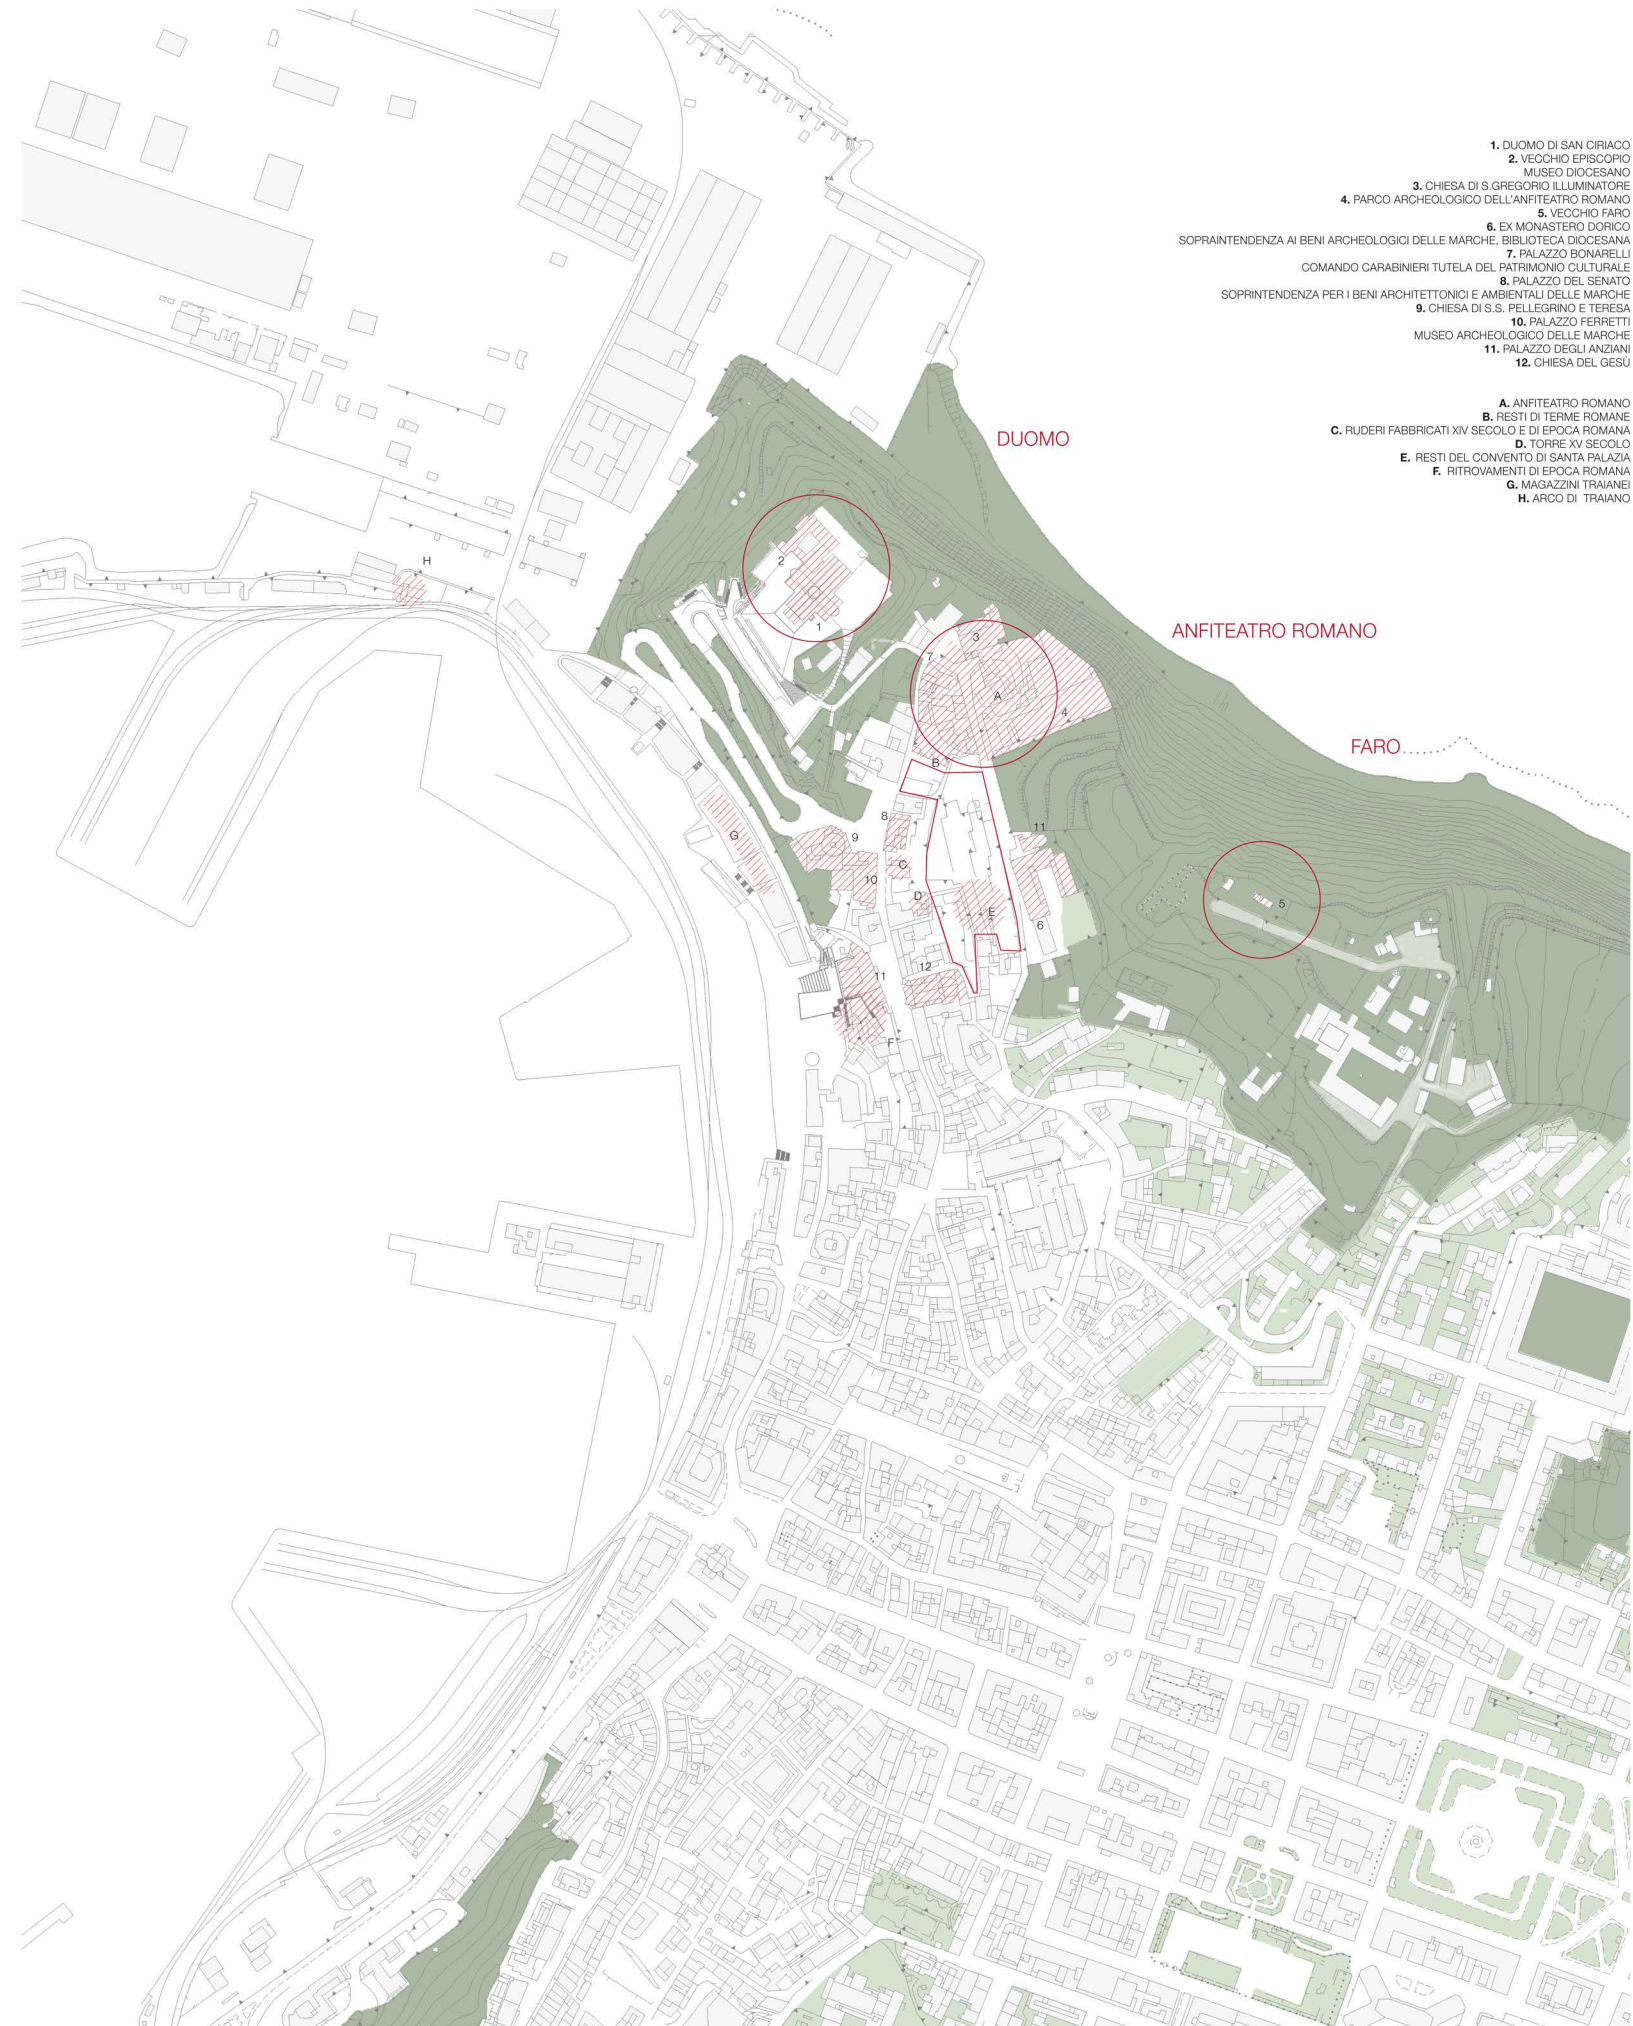 1. DUOMO DI SAN CIRIACO
2. VECCHIO EPISCOPIO
MUSEO DIOCESANO
3. CHIESA DI S.GREGORIO ILLUMINATORE
4. PARCO ARCHEOLOGICO DELL'ANFITEATRO ROMANO
5. VECCHIO FARO
6. EX MONASTERO DORICO
SOPRAINTENDENZA AI BENI ARCHEOLOGICI DELLE MARCHE, BIBLIOTECA DIOCESANA
7. PALAZZO BONARELLI
COMANDO CARABINIERI TUTELA DEL PATRIMONIO CULTURALE
8. PALAZZO DEL SENATO
SOPRINTENDENZA PER I BENI ARCHITETTONICI E AMBIENTALI DELLE MARCHE
9. CHIESA DI S.S. PELLEGRINO E TERESA
10. PALAZZO FERRETTI
MUSEO ARCHEOLOGICO DELLE MARCHE
11. PALAZZO DEGLI ANZIANI
12. CHIESA DEL GESÙ
A. ANFITEATRO ROMANO
B. RESTI DI TERME ROMANE
C. RUDERI FABBRICATI XIV SECOLO E DI EPOCA ROMANA
D. TORRE XV SECOLO
E. RESTI DEL CONVENTO DI SANTA PALAZIA
F. RITROVAMENTI DI EPOCA ROMANA
G. MAGAZZINI TRAIANEI
H. ARCO DI TRAIANO
DUOMO
H
2
1
ANFITEATRO ROMANO
3
7
A
4
FARO
B
8
11
G
9
C
10
D
E
5
6
12
11
F